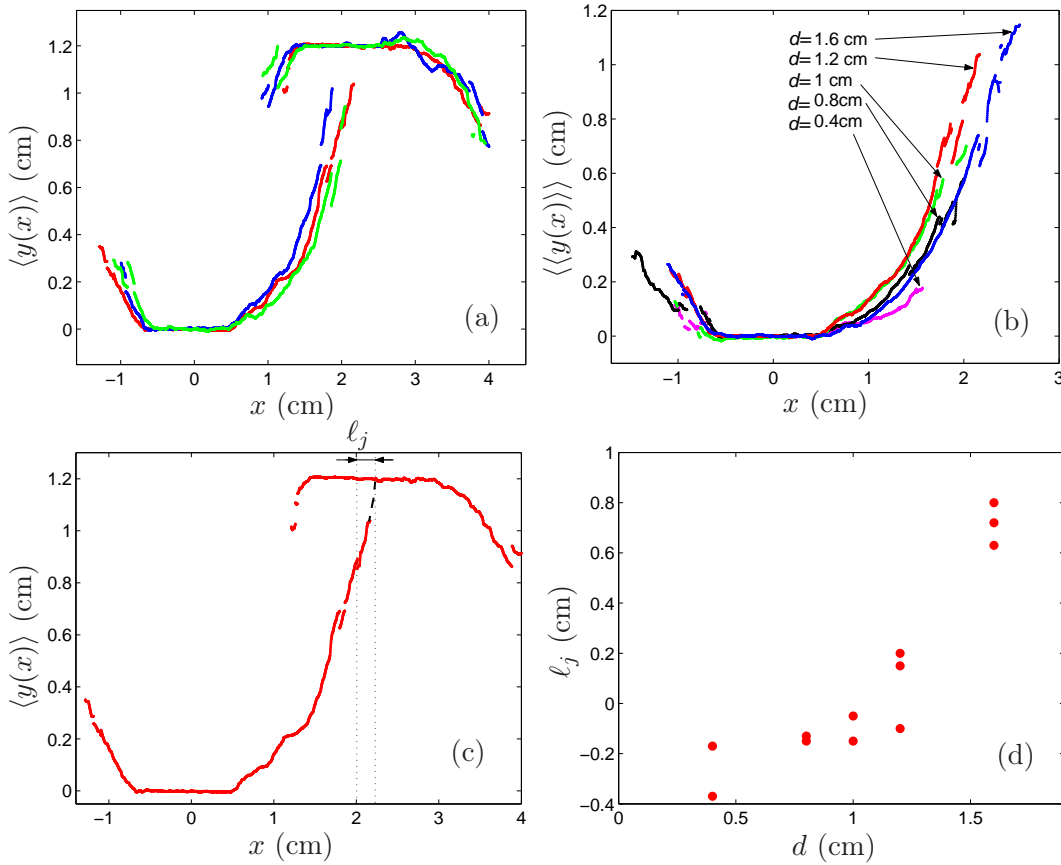 1.2
1
0.8
0.6
0.4
0.2
0
−1 0 1 2 3 4
⟨y(x)⟩ (cm)
x (cm)
(a)
1.2
1
0.8
0.6
0.4
0.2
0
−1 0 1 2 3
⟨⟨y(x)⟩⟩ (cm)
x (cm)
d=1.6 cm
d=1.2 cm
d=1 cm
d=0.8cm
d=0.4cm
(b)
ℓj
1.2
1
0.8
0.6
0.4
0.2
0
−1 0 1 2 3 4
⟨y(x)⟩ (cm)
x (cm)
(c)
1
0.8
0.6
0.4
0.2
0
−0.2
−0.4
0 0.5 1 1.5
ℓj (cm)
d (cm)
(d)